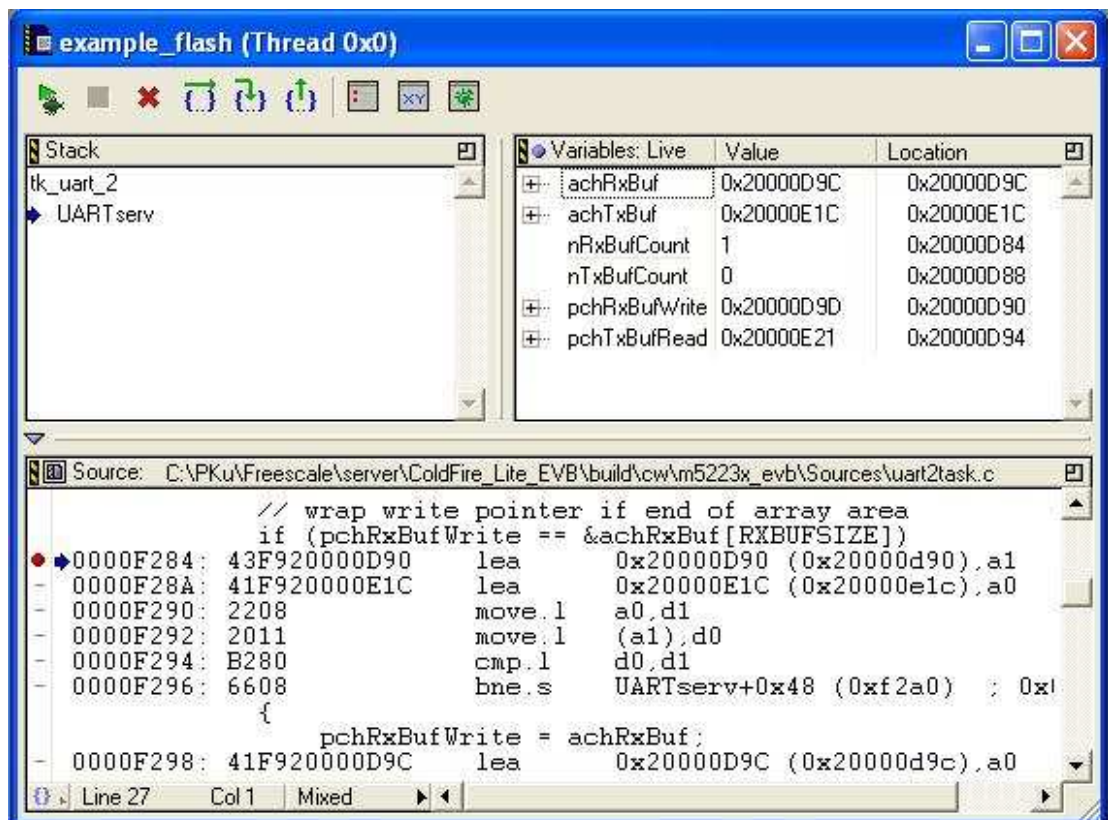 example_flash (Thread 0x0)
Stack
tk_uart_2
UARTserv
Variables: Live Value Location
achRxBuf 0x20000D9C 0x20000D9C
achTxBuf 0x20000E1C 0x20000E1C
nRxBufCount 1 0x20000D84
nTxBufCount 0 0x20000D88
pchRxBufWrite 0x20000D9D 0x20000D90
pchTxBufRead 0x20000E21 0x20000D94
Source: C:\PKu\Freescale\server\ColdFire_Lite_EVB\build\cw\m5223x_evb\Sources\uart2task.c
// wrap write pointer if end of array area
if (pchRxBufWrite == &achRxBuf[RXBUFSIZE])
0000F284: 43F920000D90 lea 0x20000D90 (0x20000d90),a1
0000F28A: 41F920000E1C lea 0x20000E1C (0x20000e1c),a0
0000F290: 2208 move.l a0,d1
0000F292: 2011 move.l (a1),d0
0000F294: B280 cmp.l d0,d1
0000F296: 6608 bne.s UARTserv+0x48 (0xf2a0) ;
{
pchRxBufWrite = achRxBuf;
0000F298: 41F920000D9C lea 0x20000D9C (0x20000d9c),a0
Line 27 Col 1 Mixed